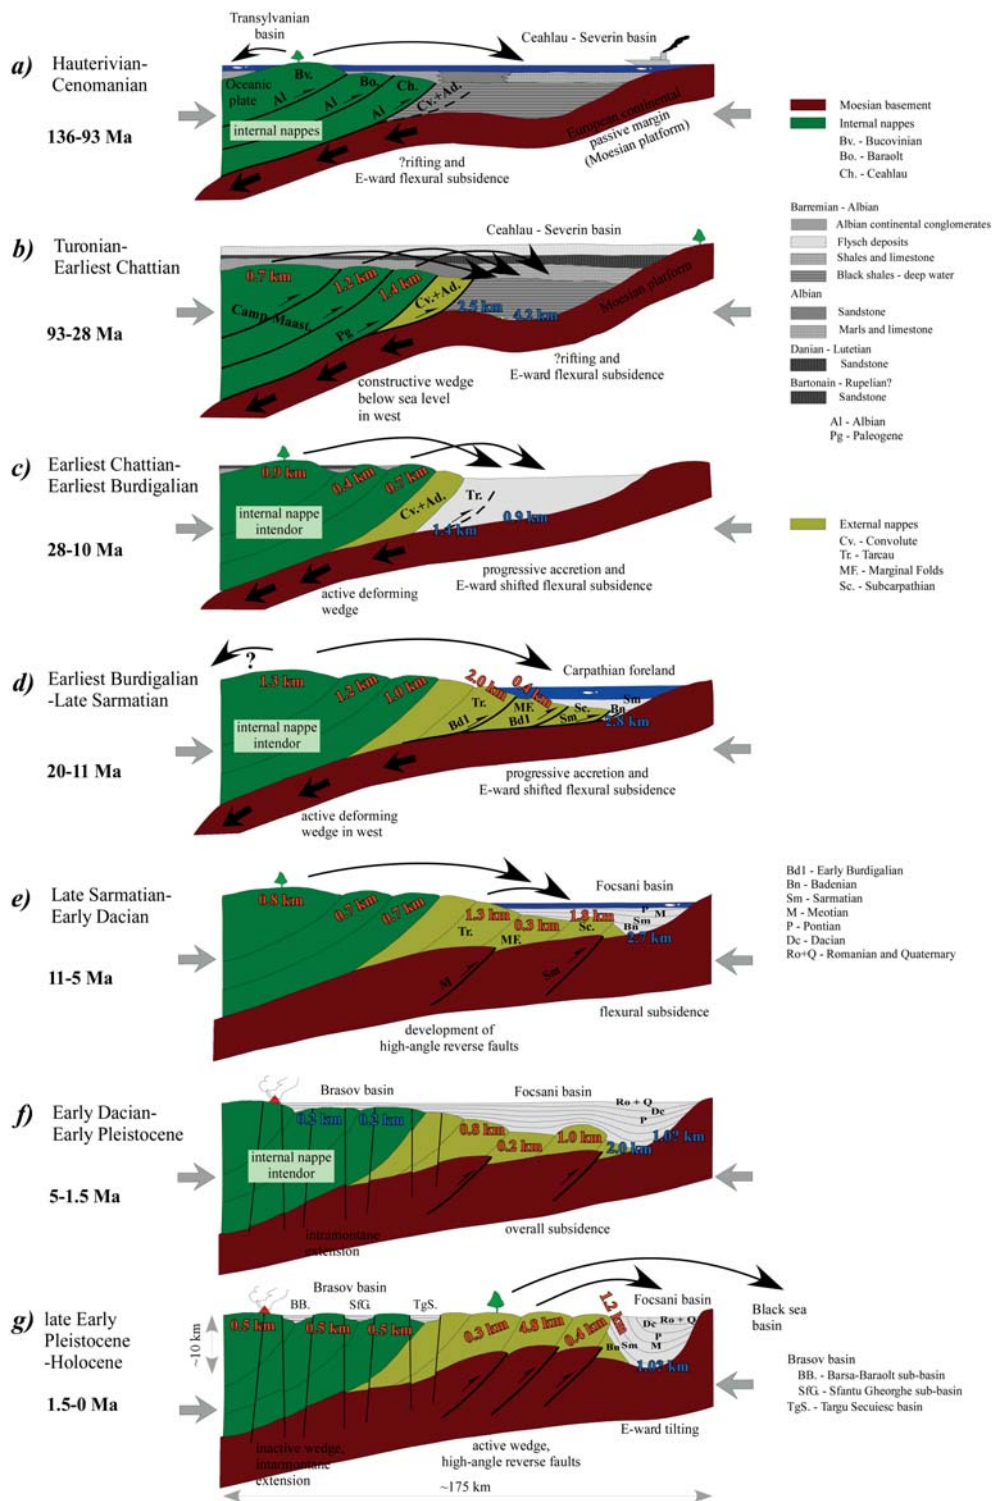 Transylvanian
basin
Ceahlau - Severin basin
a) Hauterivian-
Cenomanian
136-93 Ma
Oceanic
plate
Bv.
Bo.
Ch.
Cv.+Ad.
Al
Al
Al
internal nappes
European continental
passive margin
(Moesian platform)
?rifting and
E-ward flexural subsidence
Moesian basement
Internal nappes
Bv. - Bucovinian
Bo. - Baraolt
Ch. - Ceahlau
Barremian - Albian
Albian continental conglomerates
Flysch deposits
Shales and limestone
Black shales - deep water
Albian
Sandstone
Marls and limestone
Danian - Lutetian
Sandstone
Bartonain - Rupelian?
Sandstone
Al - Albian
Pg - Paleogene
b) Turonian-
Earliest Chattian
93-28 Ma
Ceahlau - Severin basin
0.7 km
1.2 km
1.4 km
Cv.+Ad.
2.5 km
4.2 km
Camp. Maast.
Pg
Moesian platform
?rifting and
E-ward flexural subsidence
constructive wedge
below sea level
in west
c) Earliest Chattian-
Earliest Burdigalian
28-10 Ma
0.9 km
0.4 km
0.7 km
Cv.+Ad.
Tr.
1.4 km
0.9 km
internal nappe
intendor
progressive accretion and
E-ward shifted flexural subsidence
active deforming
wedge
External nappes
Cv. - Convolute
Tr. - Tarcau
MF. - Marginal Folds
Sc. - Subcarpathian
d) Earliest Burdigalian
-Late Sarmatian
20-11 Ma
?
Carpathian foreland
1.3 km
1.2 km
1.0 km
2.0 km
0.4 km
Tr.
MF.
Sc.
Bn
Sm
Bd1
Bd1
Sm
2.8 km
internal nappe
intendor
progressive accretion and
E-ward shifted flexural subsidence
active deforming
wedge in west
e) Late Sarmatian-
Early Dacian
11-5 Ma
Focsani basin
0.8 km
0.7 km
0.7 km
1.3 km
0.3 km
1.8 km
Tr.
MF.
Sc.
P
M
Sm
Bn
2.7 km
M
Sm
flexural subsidence
development of
high-angle reverse faults
Bd1 - Early Burdigalian
Bn - Badenian
Sm - Sarmatian
M - Meotian
P - Pontian
Dc - Dacian
Ro+Q - Romanian and Quaternary
f) Early Dacian-
Early Pleistocene
5-1.5 Ma
Brasov basin
Focsani basin
Ro + Q
Dc
P
0.2 km
0.2 km
0.8 km
0.2 km
1.0 km
2.0 km
1.0? km
internal nappe
intendor
intramontane
extension
overall subsidence
g) late Early
Pleistocene
-Holocene
1.5-0 Ma
~10 km
Brasov basin
BB.
SfG.
TgS.
Focsani basin
Black sea
basin
0.5 km
0.5 km
0.5 km
0.3 km
4.8 km
0.4 km
1.2 km
Dc
Ro + Q
P
M
Bn
Sm
1.0? km
E-ward tilting
inactive wedge,
intarmontane
extension
active wedge,
high-angle reverse faults
~175 km
Brasov basin
BB. - Barsa-Baraolt sub-basin
SfG. - Sfantu Gheorghe sub-basin
TgS. - Targu Secuiesc basin